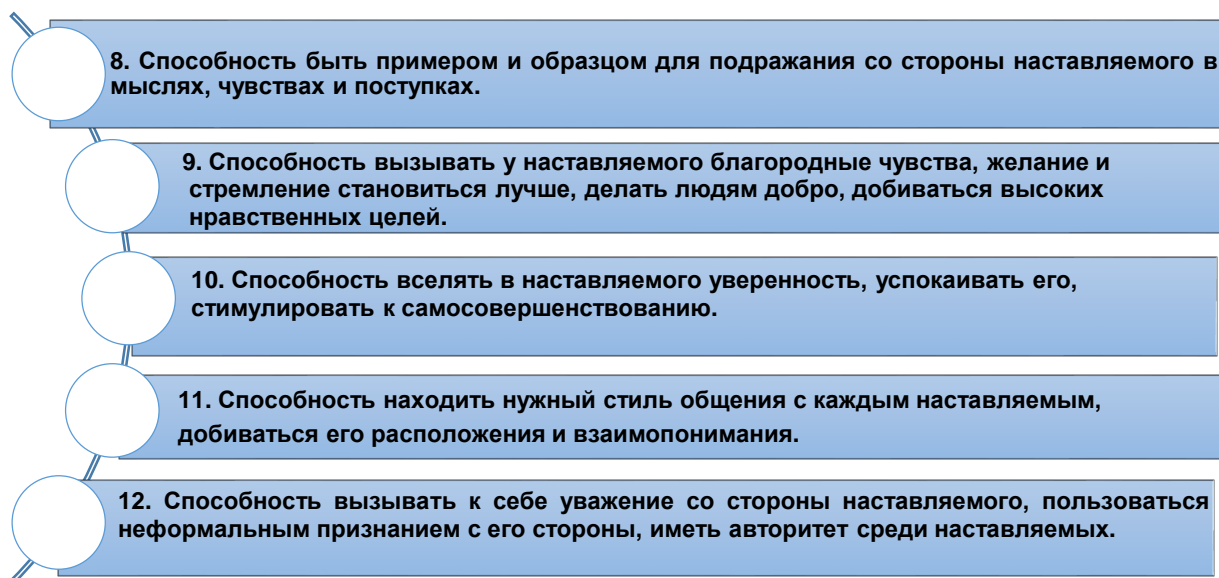 8. Способность быть примером и образцом для подражания со стороны наставляемого в
мыслях, чувствах и поступках.
9. Способность вызывать у наставляемого благородные чувства, желание и
стремление становиться лучше, делать людям добро, добиваться высоких
нравственных целей.
10. Способность вселять в наставляемого уверенность, успокаивать его,
стимулировать к самосовершенствованию.
11. Способность находить нужный стиль общения с каждым наставляемым,
добиваться его расположения и взаимопонимания.
12. Способность вызывать к себе уважение со стороны наставляемого, пользоваться
неформальным признанием с его стороны, иметь авторитет среди наставляемых.